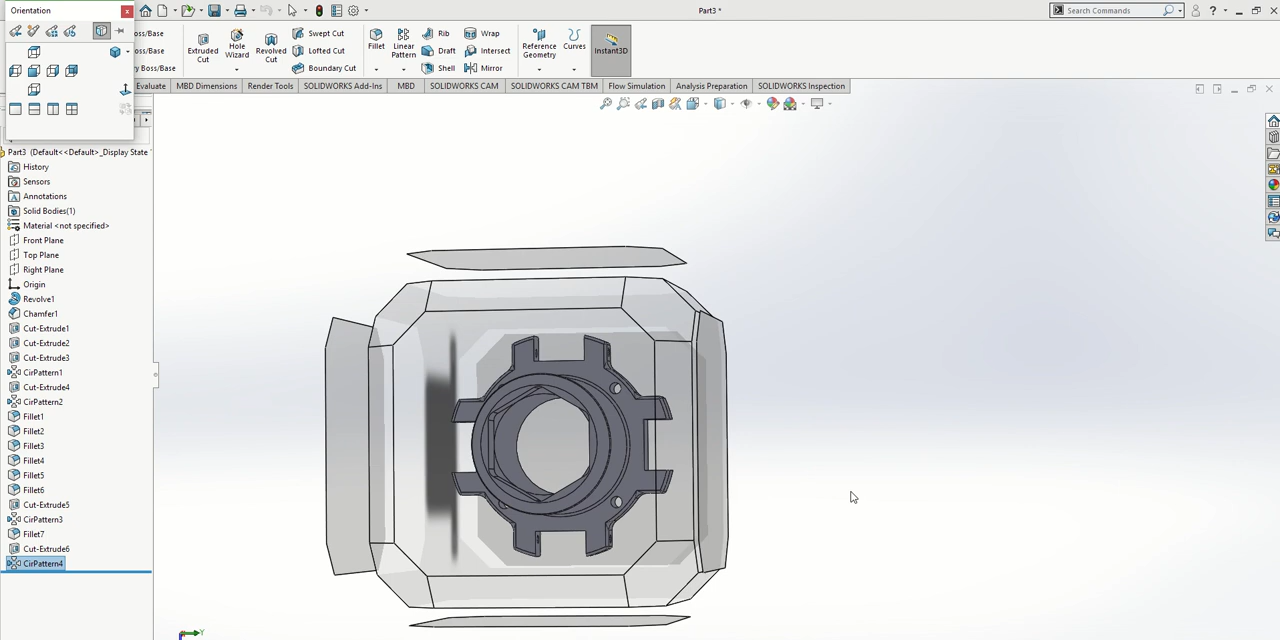 Orientation
Part3 *
Search Commands
oss/Base
oss/Base
ry Boss/Base
Extruded Cut
Hole Wizard
Revolved Cut
Swept Cut
Lofted Cut
Boundary Cut
Fillet
Linear Pattern
Rib
Draft
Shell
Wrap
Intersect
Mirror
Reference Geometry
Curves
Instant3D
Evaluate
MBD Dimensions
Render Tools
SOLIDWORKS Add-Ins
MBD
SOLIDWORKS CAM
SOLIDWORKS CAM TBM
Flow Simulation
Analysis Preparation
SOLIDWORKS Inspection
Part3 (Default<<Default>_Display State
History
Sensors
Annotations
Solid Bodies(1)
Material <not specified>
Front Plane
Top Plane
Right Plane
Origin
Revolve1
Chamfer1
Cut-Extrude1
Cut-Extrude2
Cut-Extrude3
CirPattern1
Cut-Extrude4
CirPattern2
Fillet1
Fillet2
Fillet3
Fillet4
Fillet5
Fillet6
Cut-Extrude5
CirPattern3
Fillet7
Cut-Extrude6
CirPattern4
Y